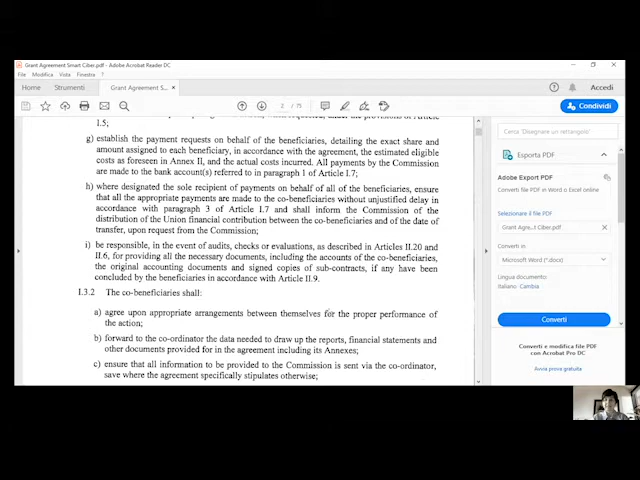 Grant Agreement Smart Ciber.pdf - Adobe Acrobat Reader DC
File Modifica Vista Finestra ?
Home Strumenti Grant Agreement S... × Accedi
2 / 75 Condividi
I.5;
g) establish the payment requests on behalf of the beneficiaries, detailing the exact share and
amount assigned to each beneficiary, in accordance with the agreement, the estimated eligible
costs as foreseen in Annex II, and the actual costs incurred. All payments by the Commission
are made to the bank account(s) referred to in paragraph 1 of Article I.7;
h) where designated the sole recipient of payments on behalf of all of the beneficiaries, ensure
that all the appropriate payments are made to the co-beneficiaries without unjustified delay in
accordance with paragraph 3 of Article I.7 and shall inform the Commission of the
distribution of the Union financial contribution between the co-beneficiaries and of the date of
transfer, upon request from the Commission;
i) be responsible, in the event of audits, checks or evaluations, as described in Articles II.20 and
II.6, for providing all the necessary documents, including the accounts of the co-beneficiaries,
the original accounting documents and signed copies of sub-contracts, if any have been
concluded by the beneficiaries in accordance with Article II.9.
I.3.2 The co-beneficiaries shall:
a) agree upon appropriate arrangements between themselves for the proper performance of
the action;
b) forward to the co-ordinator the data needed to draw up the reports, financial statements and
other documents provided for in the agreement including its Annexes;
c) ensure that all information to be provided to the Commission is sent via the co-ordinator,
save where the agreement specifically stipulates otherwise;
Cerca 'Disegna un rettangolo'
Esporta PDF
Adobe Export PDF
Converti file PDF in Word o Excel online
Selezionare il file PDF
Grant Agre...t Ciber.pdf ×
Converti in
Microsoft Word (*.docx)
Lingua documento:
Italiano Cambia
Converti
Converti e modifica file PDF
con Acrobat Pro DC
Avvia prova gratuita